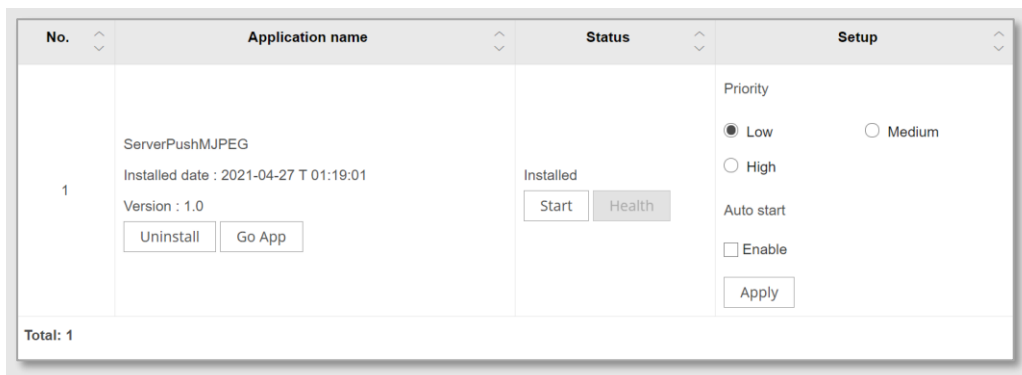 No. Application name Status Setup
1
ServerPushMJPEG
Installed date : 2021-04-27 T 01:19:01
Version : 1.0
Uninstall Go App
Installed
Start Health
Priority
Low Medium
High
Auto start
Enable
Apply
Total: 1